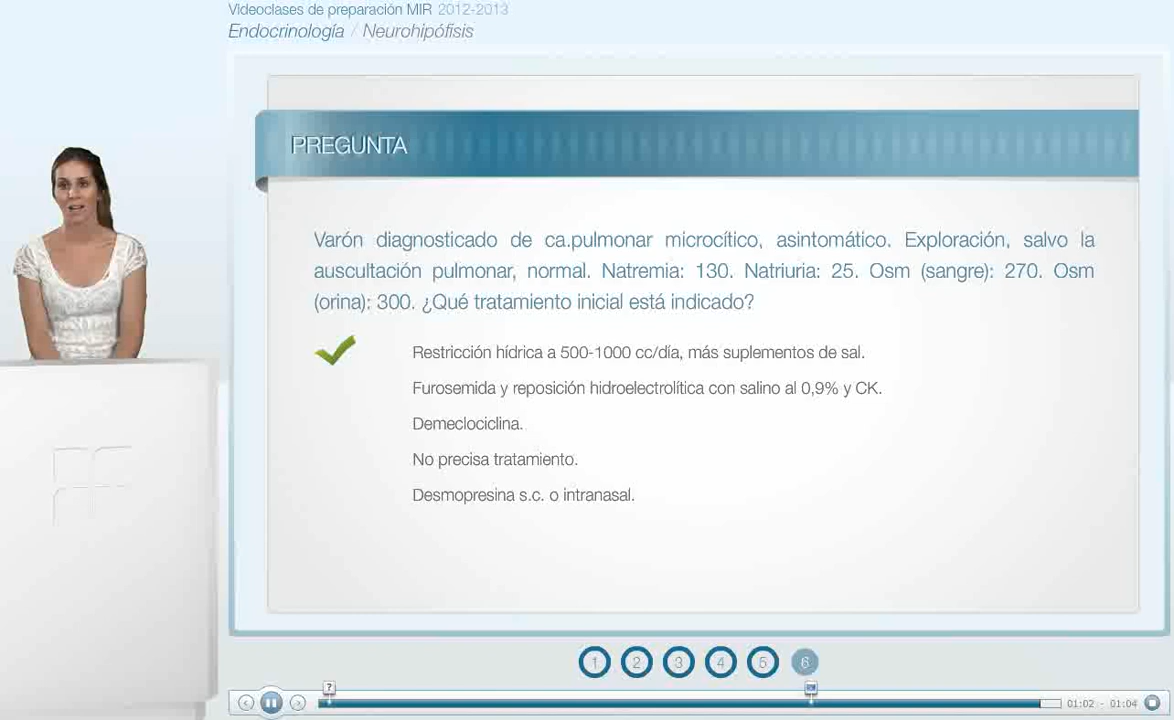 Videoclases de preparación MIR 2012-2013
Endocrinología / Neurohipófisis
PREGUNTA
Varón diagnosticado de ca.pulmonar microcítico, asintomático. Exploración, salvo la
auscultación pulmonar, normal. Natremia: 130. Natriuria: 25. Osm (sangre): 270. Osm
(orina): 300. ¿Qué tratamiento inicial está indicado?
Restricción hídrica a 500-1000 cc/día, más suplementos de sal.
Furosemida y reposición hidroelectrolítica con salino al 0,9% y CK.
Demeclociclina.
No precisa tratamiento.
Desmopresina s.c. o intranasal.
1 2 3 4 5 6
?
01:02 - 01:04